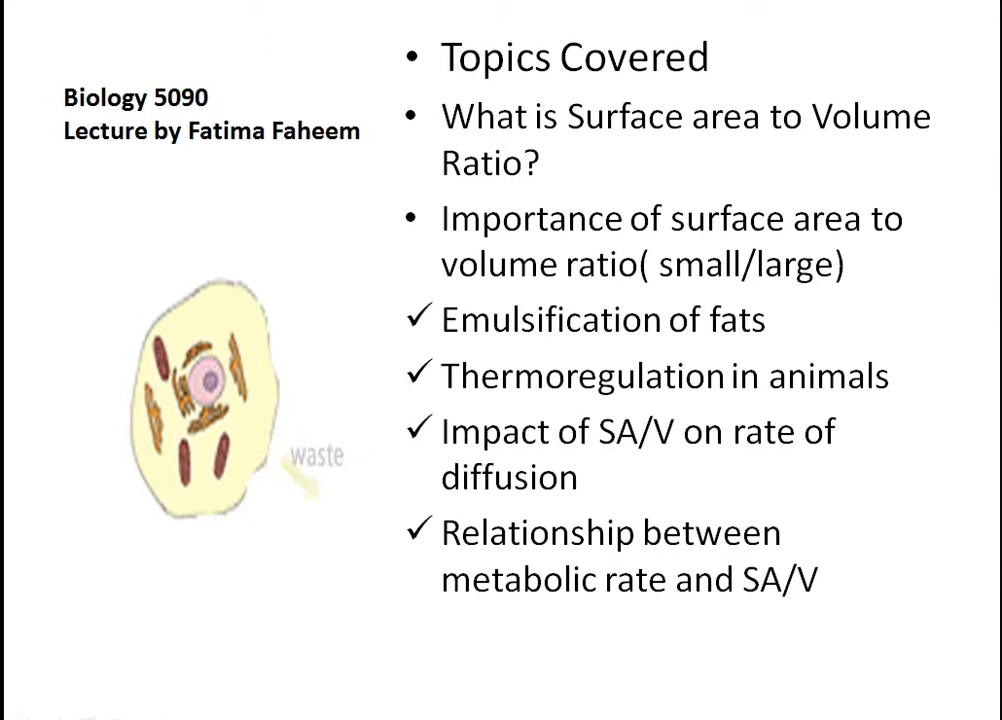 Biology 5090
Lecture by Fatima Faheem
• Topics Covered
• What is Surface area to Volume
Ratio?
• Importance of surface area to
volume ratio( small/large)
✓ Emulsification of fats
✓ Thermoregulation in animals
✓ Impact of SA/V on rate of
diffusion
✓ Relationship between
metabolic rate and SA/V
waste